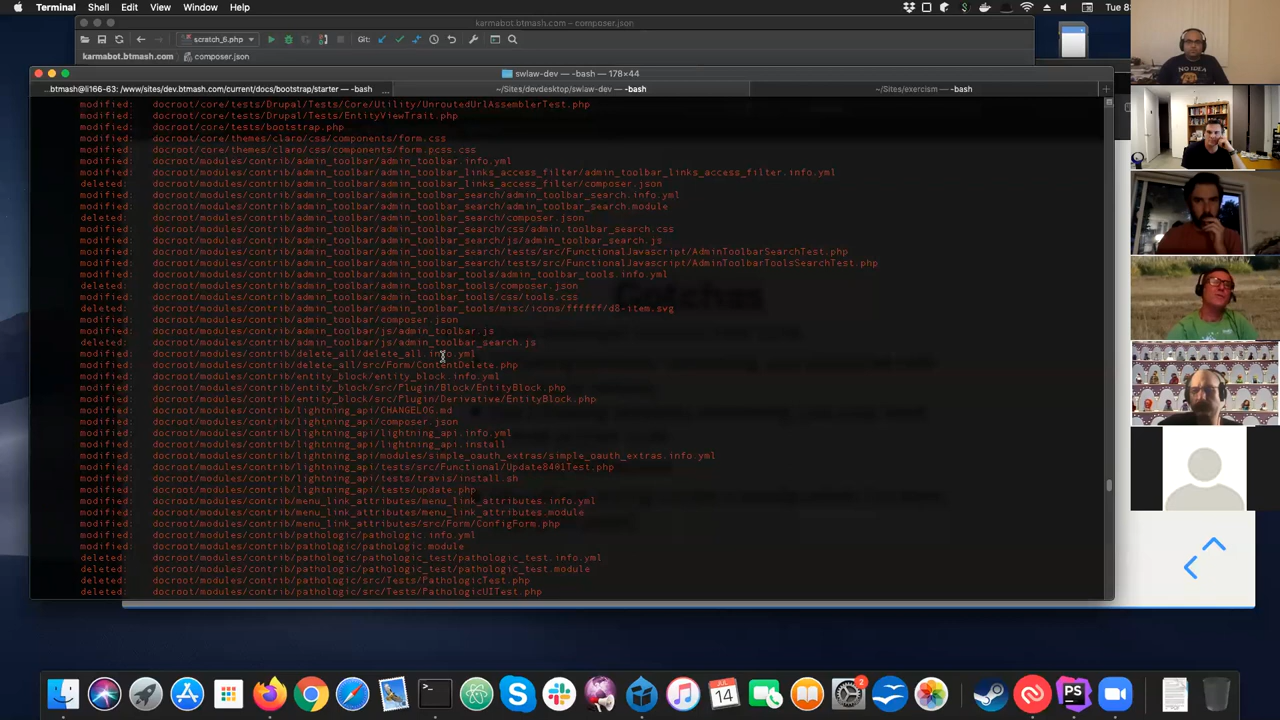 Terminal Shell Edit View Window Help
Tue 8
karmabot.btmash.com – composer.json
scratch_6.php Git:
karmabot.btmash.com composer.json
swlaw-dev — -bash — 178×44
...btmash@li166-63: /www/sites/dev.btmash.com/current/docs/bootstrap/starter — -bash ... ~/Sites/devdesktop/swlaw-dev — -bash ~/Sites/exercism — -bash
modified: docroot/core/tests/Drupal/Tests/Core/Utility/UnroutedUrlAssemblerTest.php
modified: docroot/core/tests/Drupal/Tests/EntityViewTrait.php
modified: docroot/core/tests/bootstrap.php
modified: docroot/core/themes/claro/css/components/form.css
modified: docroot/core/themes/claro/css/components/form.pcss.css
modified: docroot/modules/contrib/admin_toolbar/admin_toolbar.info.yml
modified: docroot/modules/contrib/admin_toolbar/admin_toolbar_links_access_filter/admin_toolbar_links_access_filter.info.yml
deleted: docroot/modules/contrib/admin_toolbar/admin_toolbar_links_access_filter/composer.json
modified: docroot/modules/contrib/admin_toolbar/admin_toolbar_search/admin_toolbar_search.info.yml
modified: docroot/modules/contrib/admin_toolbar/admin_toolbar_search/admin_toolbar_search.module
deleted: docroot/modules/contrib/admin_toolbar/admin_toolbar_search/composer.json
modified: docroot/modules/contrib/admin_toolbar/admin_toolbar_search/css/admin.toolbar_search.css
modified: docroot/modules/contrib/admin_toolbar/admin_toolbar_search/js/admin_toolbar_search.js
modified: docroot/modules/contrib/admin_toolbar/admin_toolbar_search/tests/src/FunctionalJavascript/AdminToolbarSearchTest.php
modified: docroot/modules/contrib/admin_toolbar/admin_toolbar_search/tests/src/FunctionalJavascript/AdminToolbarToolsSearchTest.php
modified: docroot/modules/contrib/admin_toolbar/admin_toolbar_tools/admin_toolbar_tools.info.yml
deleted: docroot/modules/contrib/admin_toolbar/admin_toolbar_tools/composer.json
modified: docroot/modules/contrib/admin_toolbar/admin_toolbar_tools/css/tools.css
deleted: docroot/modules/contrib/admin_toolbar/admin_toolbar_tools/misc/icons/ffffff/d8-item.svg
modified: docroot/modules/contrib/admin_toolbar/composer.json
modified: docroot/modules/contrib/admin_toolbar/js/admin_toolbar.js
deleted: docroot/modules/contrib/admin_toolbar/js/admin_toolbar_search.js
modified: docroot/modules/contrib/delete_all/delete_all.info.yml
modified: docroot/modules/contrib/delete_all/src/Form/ContentDelete.php
modified: docroot/modules/contrib/entity_block/entity_block.info.yml
modified: docroot/modules/contrib/entity_block/src/Plugin/Block/EntityBlock.php
modified: docroot/modules/contrib/entity_block/src/Plugin/Derivative/EntityBlock.php
modified: docroot/modules/contrib/lightning_api/CHANGELOG.md
modified: docroot/modules/contrib/lightning_api/composer.json
modified: docroot/modules/contrib/lightning_api/lightning_api.info.yml
modified: docroot/modules/contrib/lightning_api/lightning_api.install
modified: docroot/modules/contrib/lightning_api/modules/simple_oauth_extras/simple_oauth_extras.info.yml
modified: docroot/modules/contrib/lightning_api/tests/src/Functional/Update8401Test.php
modified: docroot/modules/contrib/lightning_api/tests/travis/install.sh
modified: docroot/modules/contrib/lightning_api/tests/update.php
modified: docroot/modules/contrib/menu_link_attributes/menu_link_attributes.info.yml
modified: docroot/modules/contrib/menu_link_attributes/menu_link_attributes.module
modified: docroot/modules/contrib/menu_link_attributes/src/Form/ConfigForm.php
modified: docroot/modules/contrib/pathologic/pathologic.info.yml
modified: docroot/modules/contrib/pathologic/pathologic.module
deleted: docroot/modules/contrib/pathologic/pathologic_test/pathologic_test.info.yml
deleted: docroot/modules/contrib/pathologic/pathologic_test/pathologic_test.module
deleted: docroot/modules/contrib/pathologic/src/Tests/PathologicTest.php
deleted: docroot/modules/contrib/pathologic/src/Tests/PathologicUITest.php
Gotchas
NO IDEA
JUL
14
2
PS